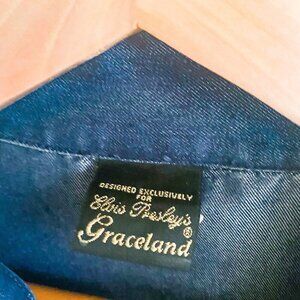 DESIGNED EXCLUSIVELY
FOR
Elvis Presley's
Graceland®